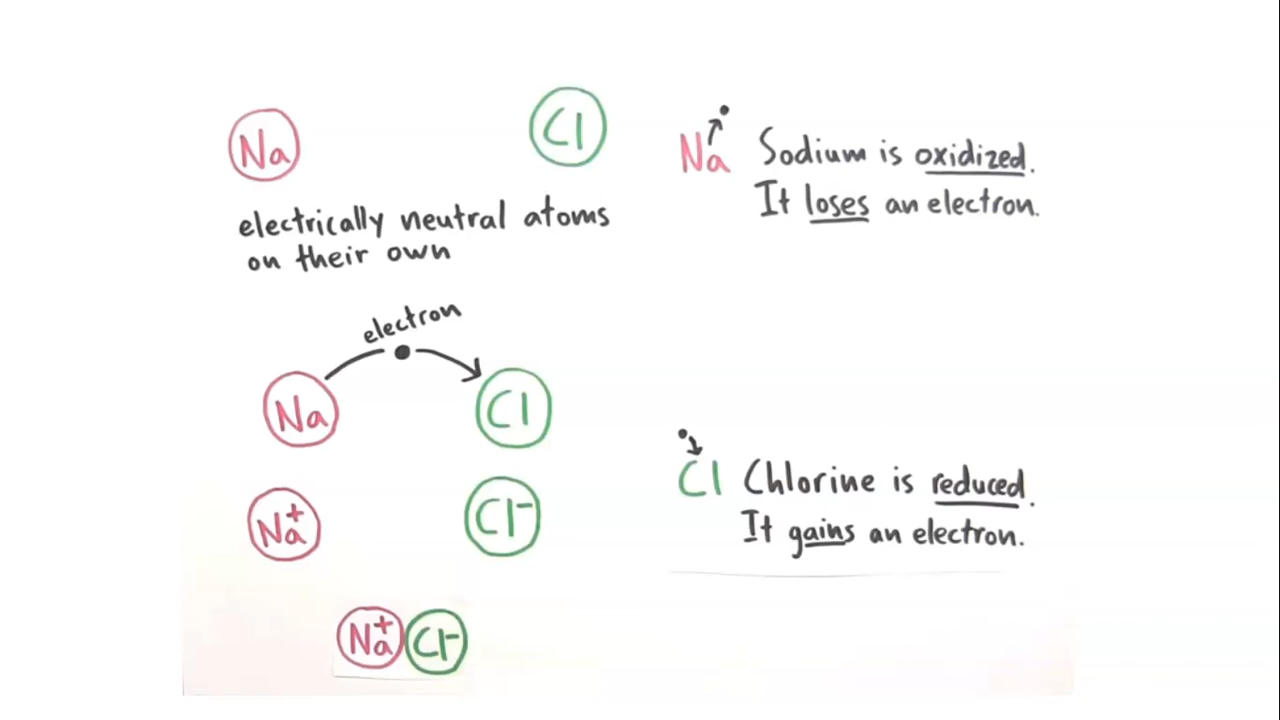 Na
Cl
electrically neutral atoms
on their own
electron
Na
Cl
Na+
Cl-
Na+
Cl-
Na Sodium is oxidized.
It loses an electron.
Cl Chlorine is reduced.
It gains an electron.